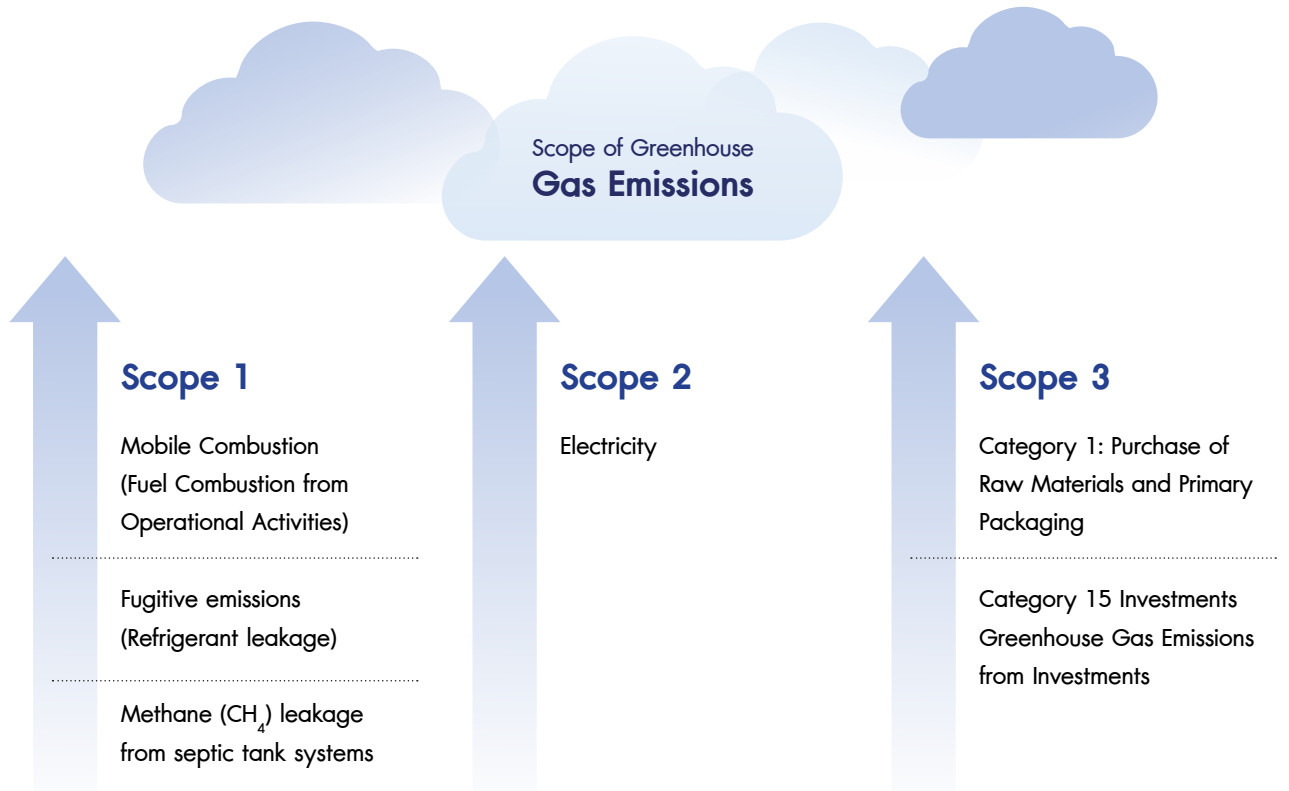 Scope of Greenhouse
Gas Emissions
Scope 1
Mobile Combustion
(Fuel Combustion from
Operational Activities)
Fugitive emissions
(Refrigerant leakage)
Methane (CH₄) leakage
from septic tank systems
Scope 2
Electricity
Scope 3
Category 1: Purchase of
Raw Materials and Primary
Packaging
Category 15 Investments
Greenhouse Gas Emissions
from Investments